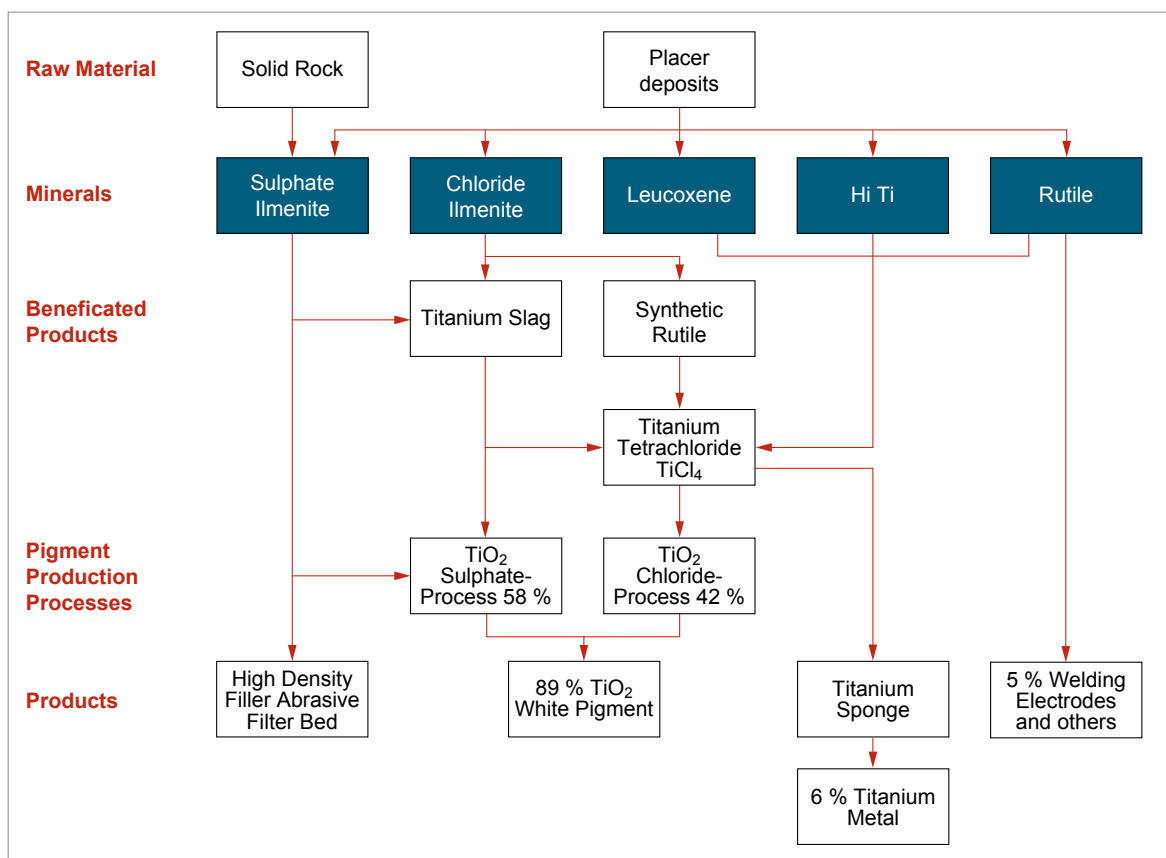 Raw Material
Solid Rock
Placer
deposits
Minerals
Sulphate
Ilmenite
Chloride
Ilmenite
Leucoxene
Hi Ti
Rutile
Beneficated
Products
Titanium Slag
Synthetic
Rutile
Titanium
Tetrachloride
TiCl4
Pigment
Production
Processes
TiO2
Sulphate-
Process 58 %
TiO2
Chloride-
Process 42 %
Products
High Density
Filler Abrasive
Filter Bed
89 % TiO2
White Pigment
Titanium
Sponge
5 % Welding
Electrodes
and others
6 % Titanium
Metal